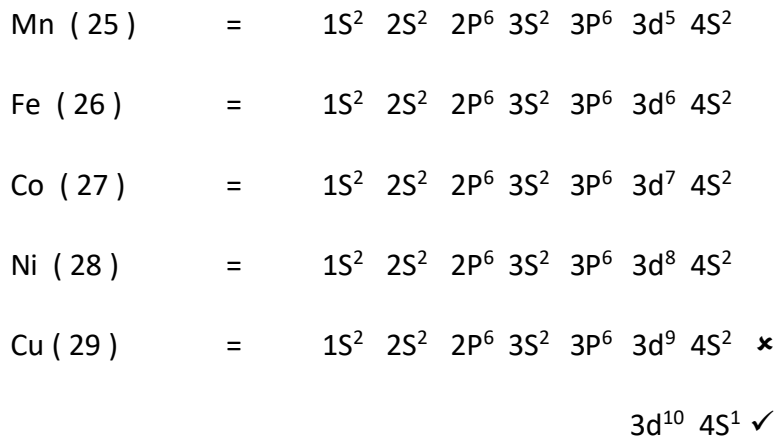 Mn ( 25 ) = 1S² 2S² 2P⁶ 3S² 3P⁶ 3d⁵ 4S²
Fe ( 26 ) = 1S² 2S² 2P⁶ 3S² 3P⁶ 3d⁶ 4S²
Co ( 27 ) = 1S² 2S² 2P⁶ 3S² 3P⁶ 3d⁷ 4S²
Ni ( 28 ) = 1S² 2S² 2P⁶ 3S² 3P⁶ 3d⁸ 4S²
Cu ( 29 ) = 1S² 2S² 2P⁶ 3S² 3P⁶ 3d⁹ 4S² ✘
3d¹⁰ 4S¹ ✓